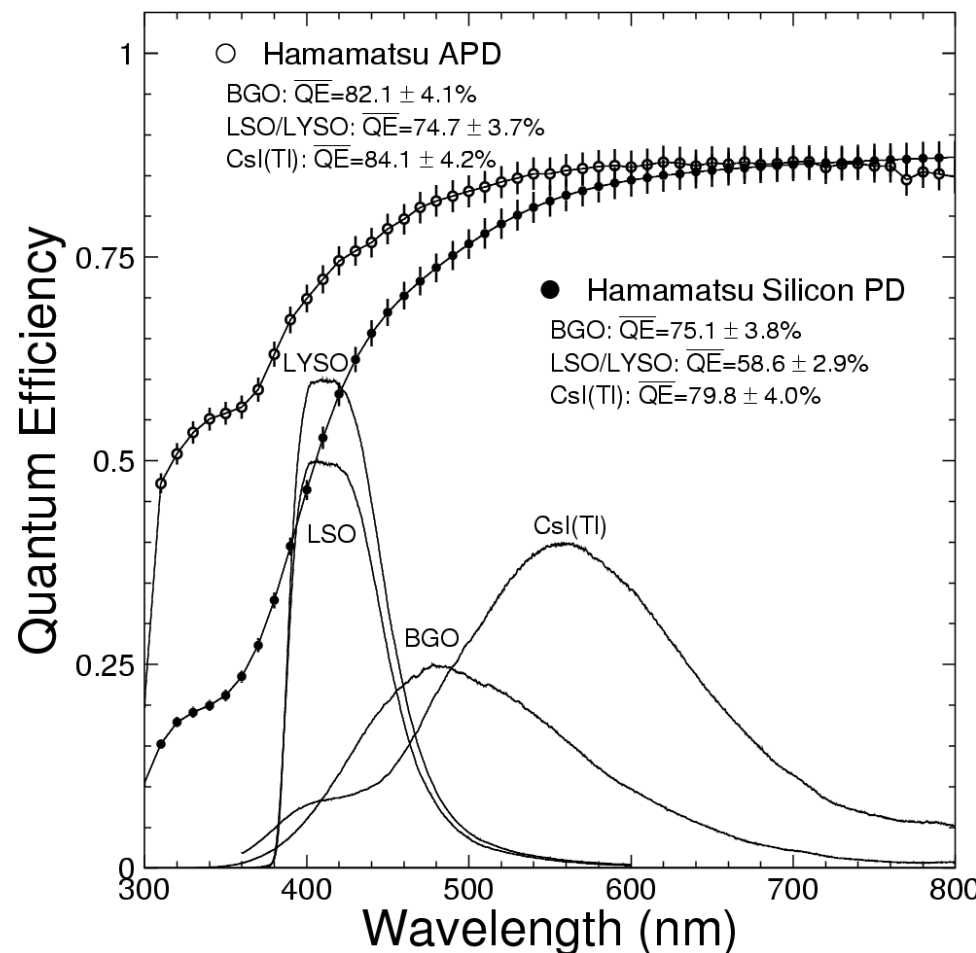 1
0.75
0.5
0.25
0
Quantum Efficiency
○ Hamamatsu APD
BGO: QE=82.1 ± 4.1%
LSO/LYSO: QE=74.7 ± 3.7%
CsI(Tl): QE=84.1 ± 4.2%
● Hamamatsu Silicon PD
BGO: QE=75.1 ± 3.8%
LSO/LYSO: QE=58.6 ± 2.9%
CsI(Tl): QE=79.8 ± 4.0%
LYSO
LSO
CsI(Tl)
BGO
300 400 500 600 700 800
Wavelength (nm)